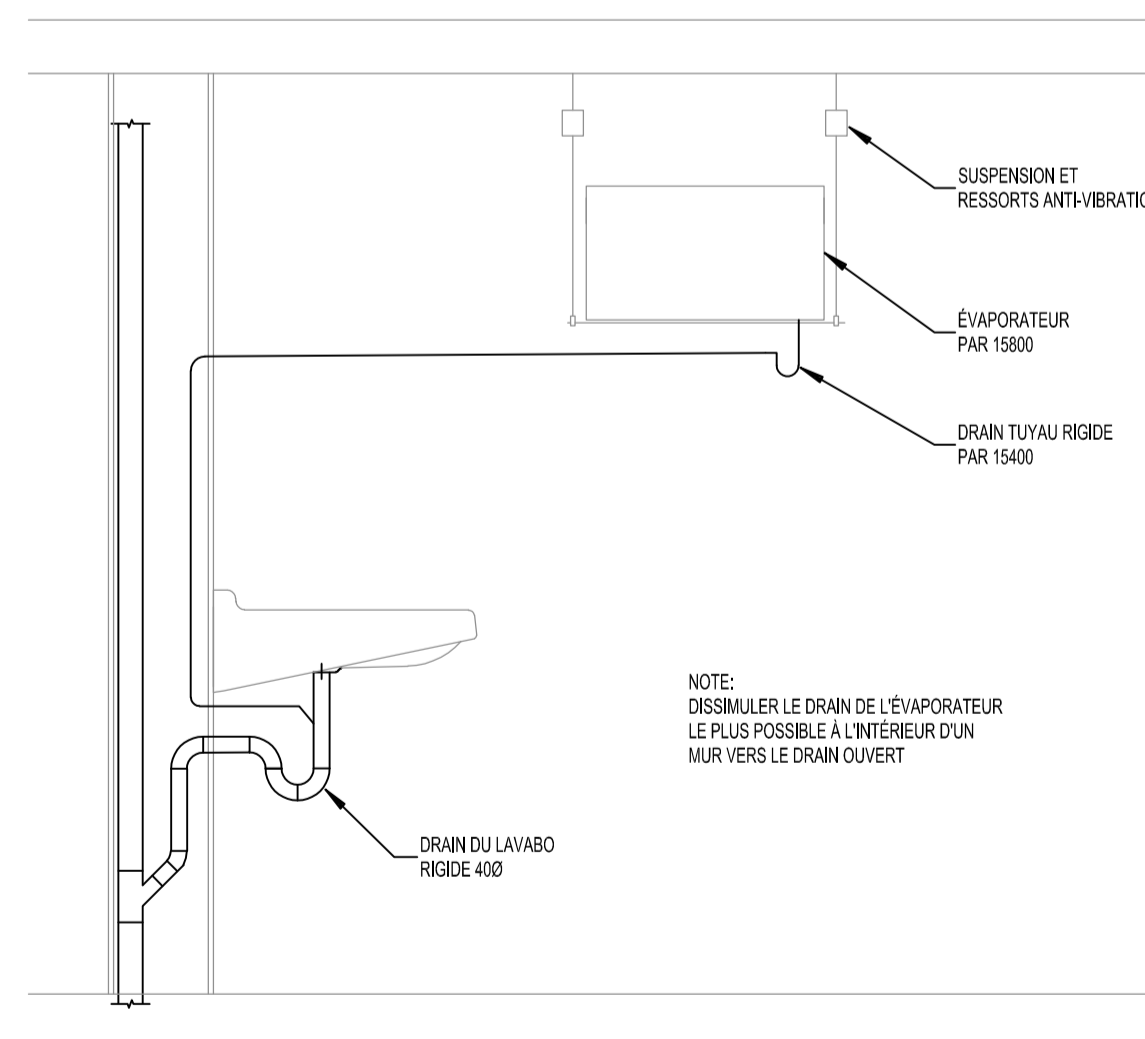 SUSPENSION ET
RESSORTS ANTI-VIBRATIO
ÉVAPORATEUR
PAR 15800
DRAIN TUYAU RIGIDE
PAR 15400
NOTE:
DISSIMULER LE DRAIN DE L'ÉVAPORATEUR
LE PLUS POSSIBLE À L'INTÉRIEUR D'UN
MUR VERS LE DRAIN OUVERT
DRAIN DU LAVABO
RIGIDE 40Ø